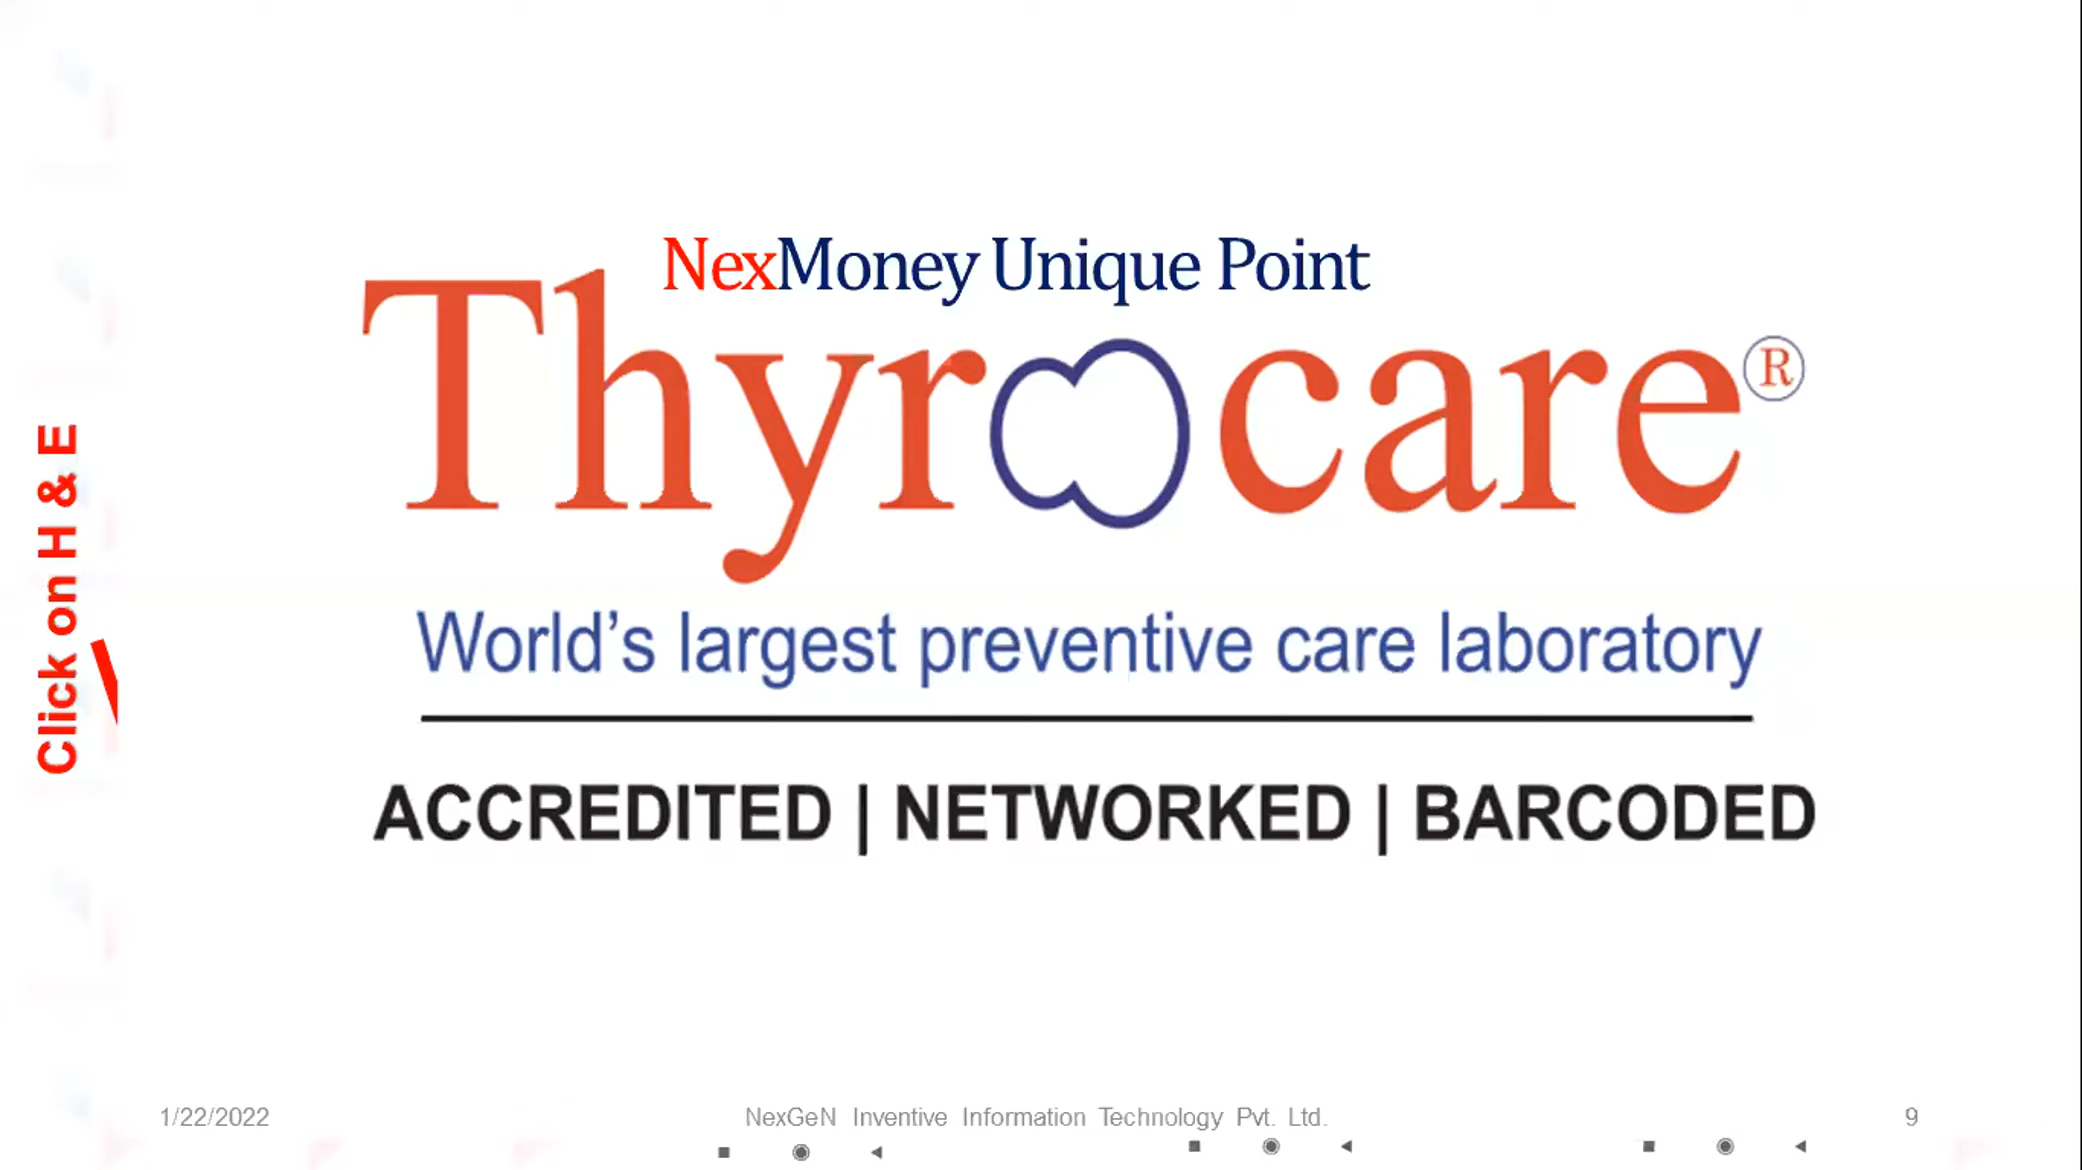 NexMoney Unique Point
Thyrocare®
World's largest preventive care laboratory
ACCREDITED | NETWORKED | BARCODED
Click on H & E
1/22/2022
NexGeN Inventive Information Technology Pvt. Ltd.
9